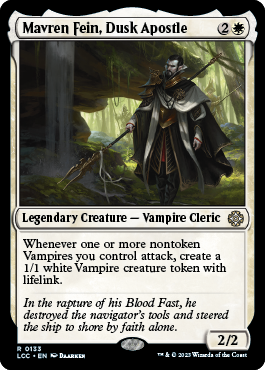 Mavren Fein, Dusk Apostle 2
Legendary Creature — Vampire Cleric
Whenever one or more nontoken
Vampires you control attack, create a
1/1 white Vampire creature token with
lifelink.
In the rapture of his Blood Fast, he
destroyed the navigator's tools and steered
the ship to shore by faith alone.
2/2
R 0133
LCC • EN DAARKEN
™ & © 2023 Wizards of the Coast